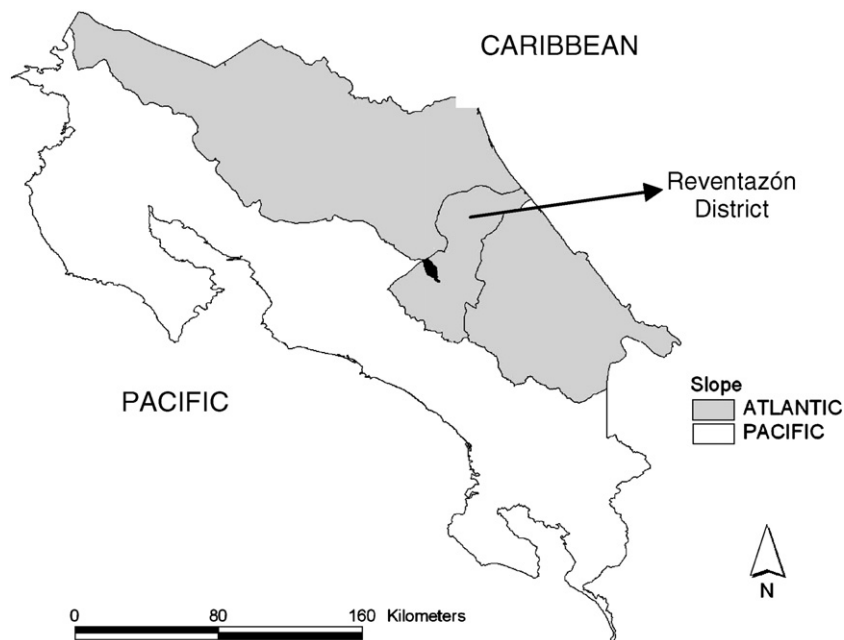 CARIBBEAN
Reventazón
District
PACIFIC
Slope
ATLANTIC
PACIFIC
N
0 80 160 Kilometers